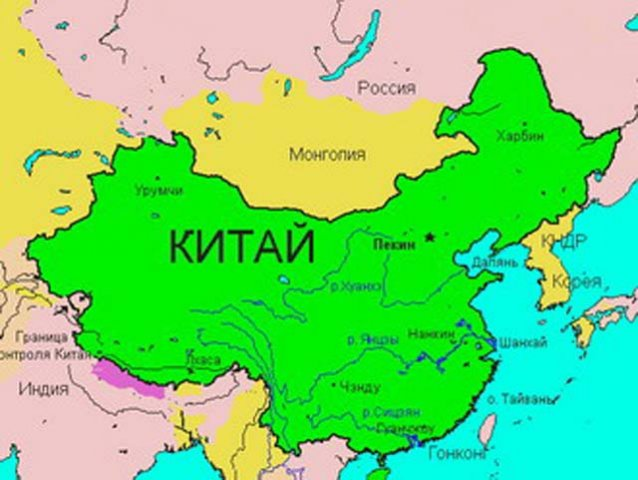 Россия
Харбин
Монголия
Урумчи
КИТАЙ
Пекин
КНДР
Далянь
Корея
р.Хуанхэ
Граница
контроля Китая
Нанкин
р.Янцзы
Шанхай
Лхаса
Индия
Чэнду
о. Тайвань
р.Сицзян
Гуанчжоу
Гонконг